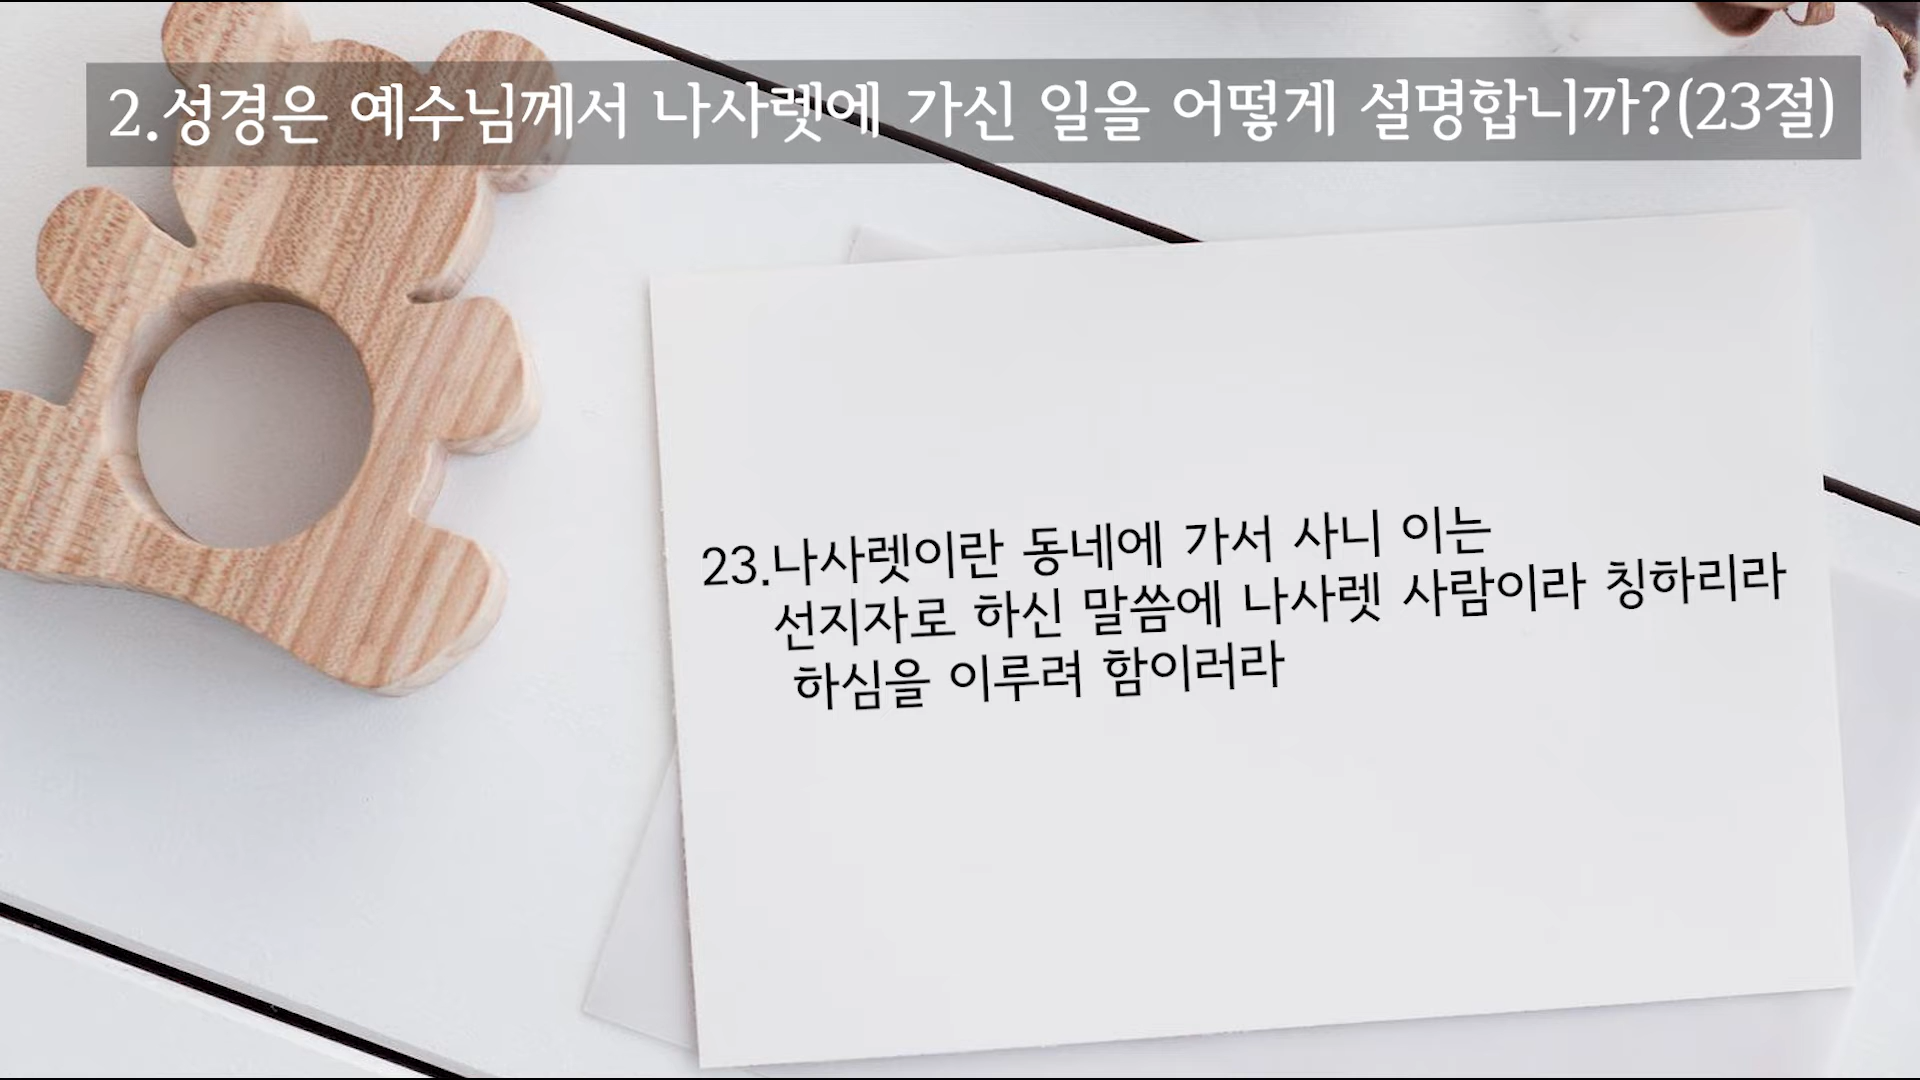 2.성경은 예수님께서 나사렛에 가신 일을 어떻게 설명합니까?(23절)
23.나사렛이란 동네에 가서 사니 이는
선지자로 하신 말씀에 나사렛 사람이라 칭하리라
하심을 이루려 함이러라